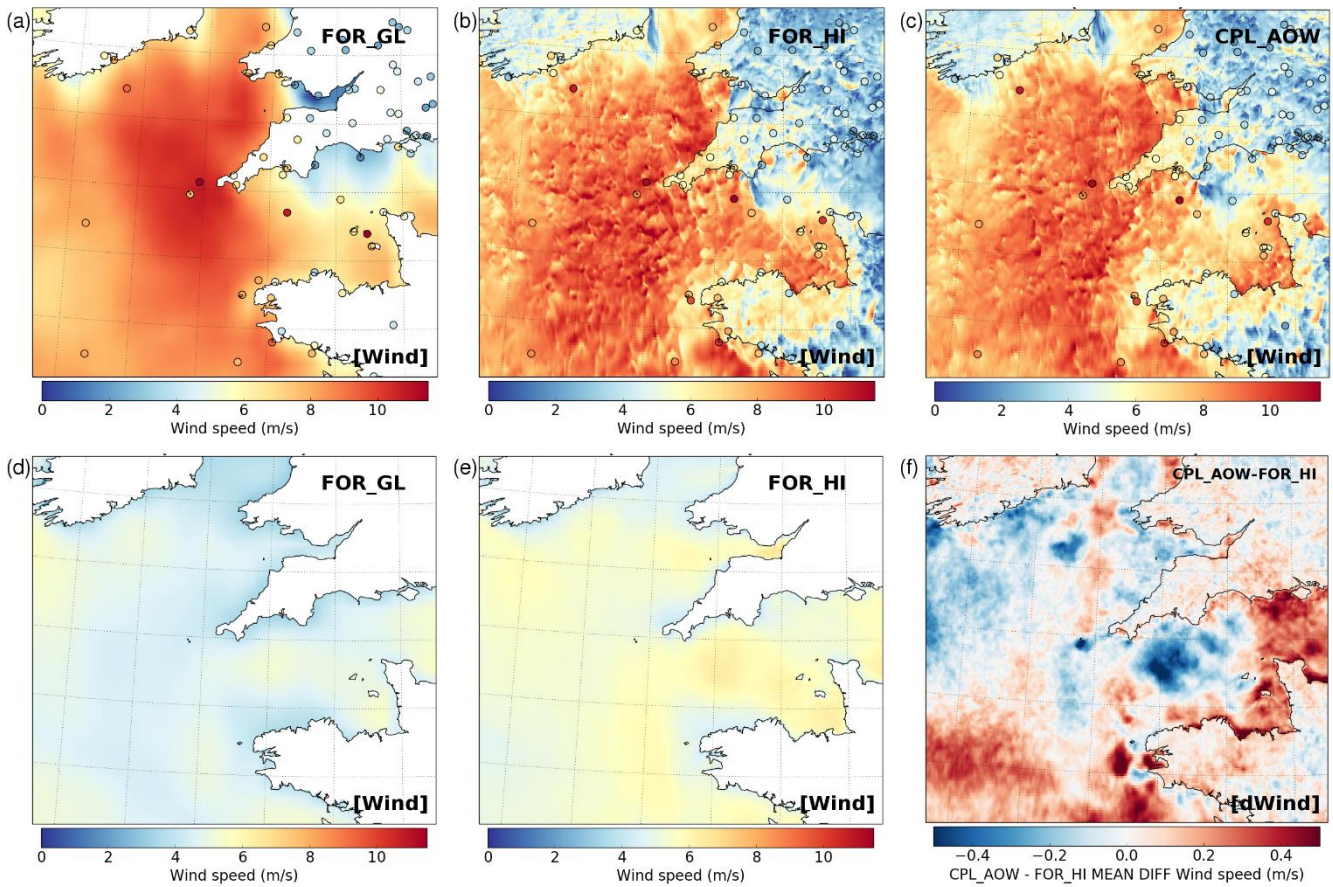 (a)
FOR_GL
[Wind]
0 2 4 6 8 10
Wind speed (m/s)
(b)
FOR_HI
[Wind]
0 2 4 6 8 10
Wind speed (m/s)
(c)
CPL_AOW
[Wind]
0 2 4 6 8 10
Wind speed (m/s)
(d)
FOR_GL
[Wind]
0 2 4 6 8 10
Wind speed (m/s)
(e)
FOR_HI
[Wind]
0 2 4 6 8 10
Wind speed (m/s)
(f)
CPL_AOW-FOR_HI
[dWind]
−0.4 −0.2 0.0 0.2 0.4
CPL_AOW - FOR_HI MEAN DIFF Wind speed (m/s)